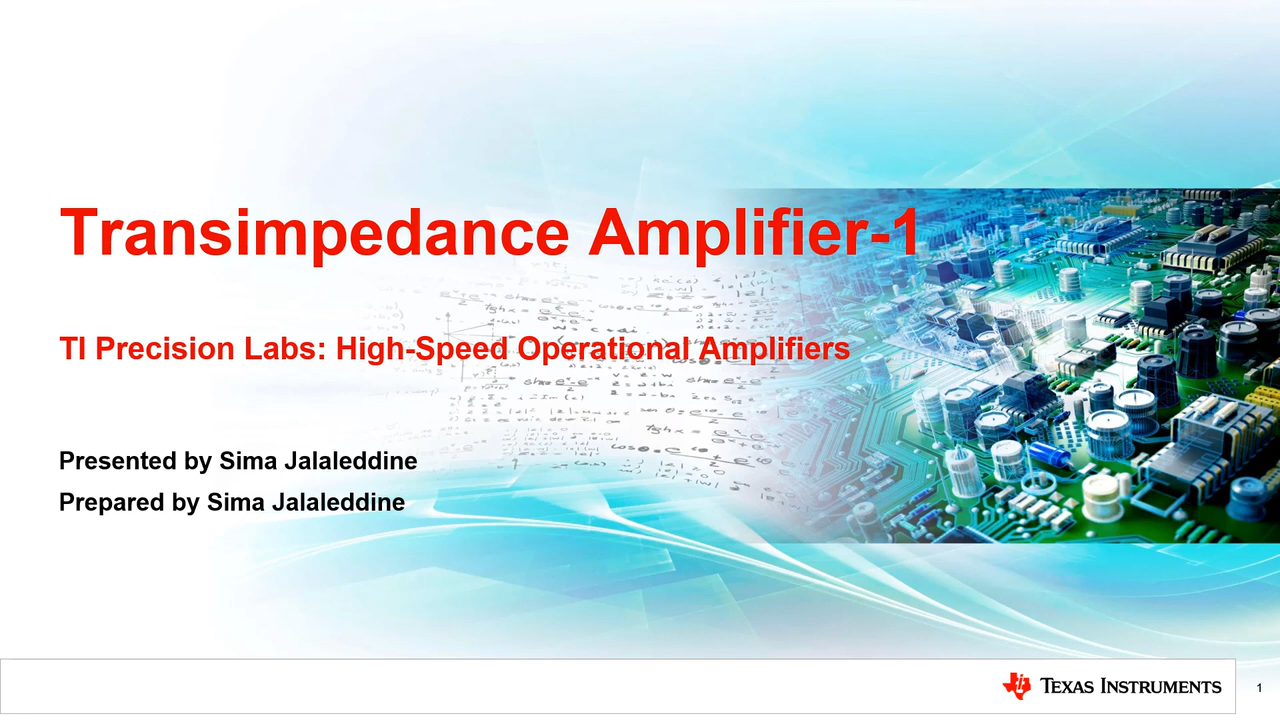 Transimpedance Amplifier-1
TI Precision Labs: High-Speed Operational Amplifiers
Presented by Sima Jalaleddine
Prepared by Sima Jalaleddine
TEXAS INSTRUMENTS
1